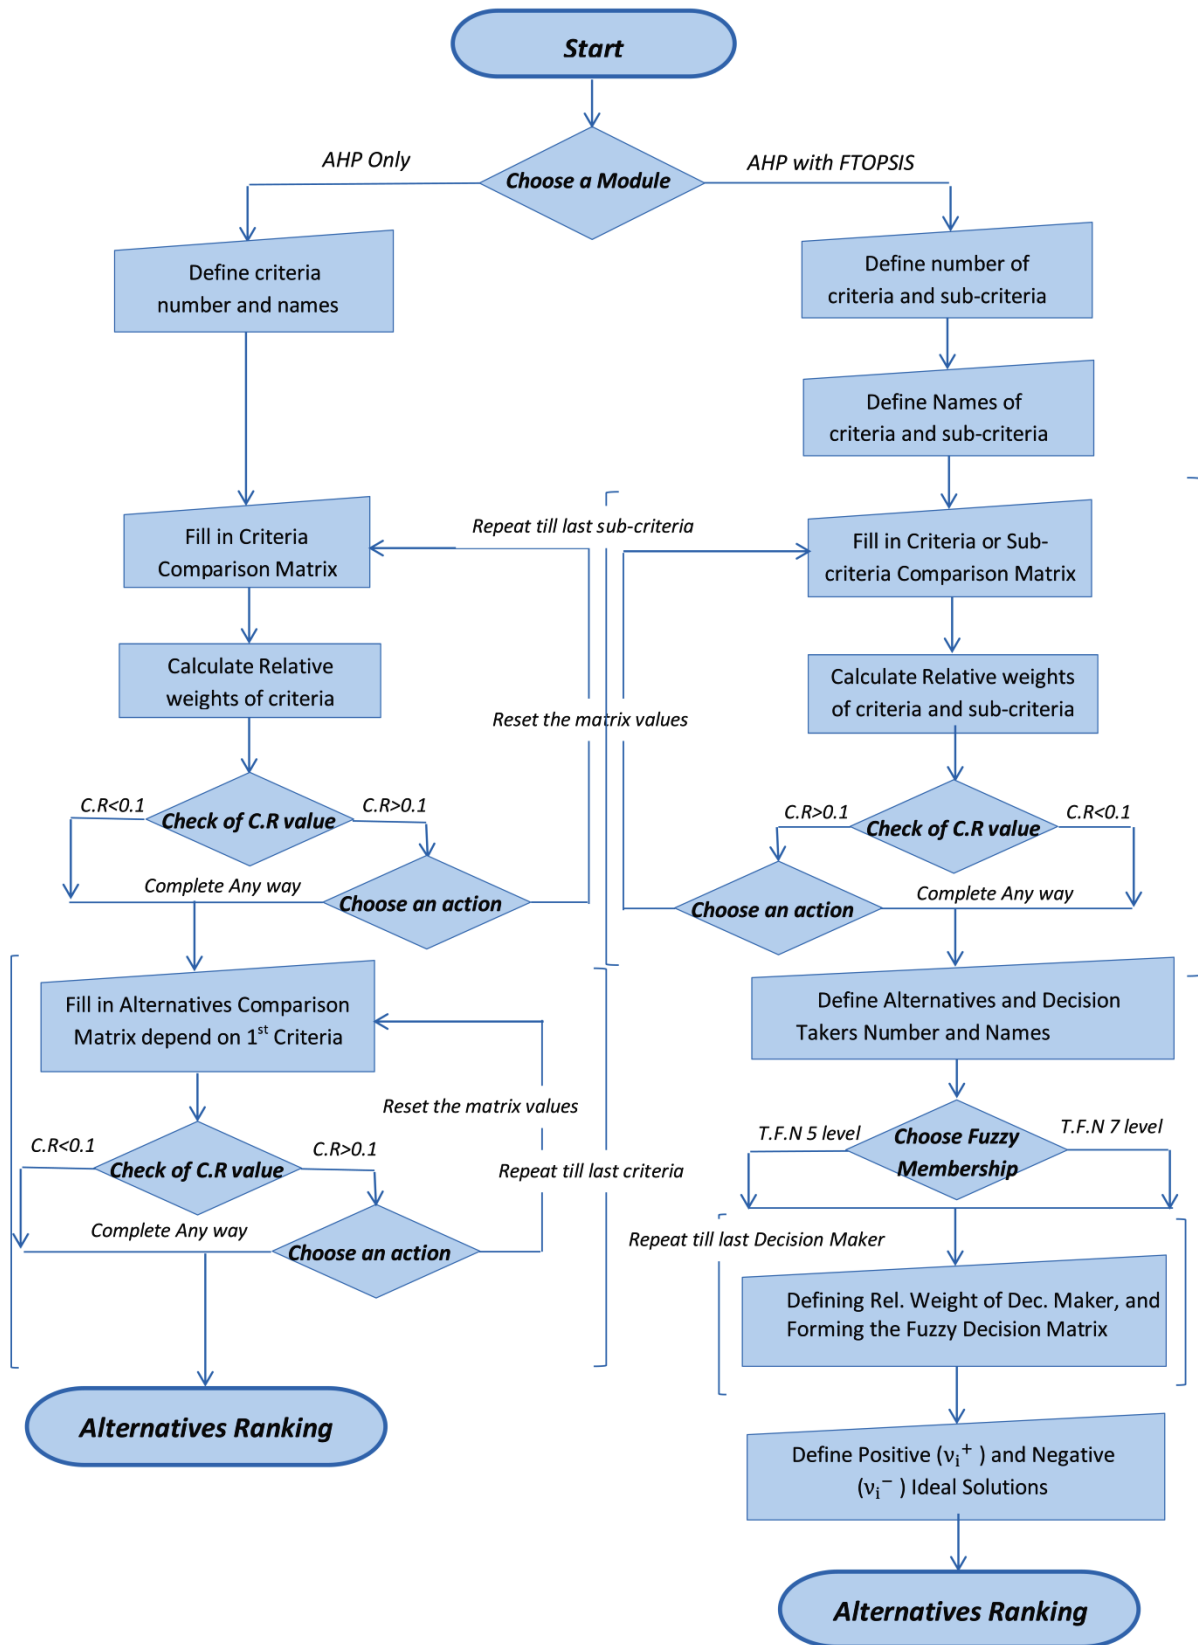 Start
Choose a Module
AHP Only
AHP with FTOPSIS
Define criteria
number and names
Define number of
criteria and sub-criteria
Define Names of
criteria and sub-criteria
Fill in Criteria
Comparison Matrix
Repeat till last sub-criteria
Fill in Criteria or Sub-
criteria Comparison Matrix
Calculate Relative
weights of criteria
Reset the matrix values
Calculate Relative weights
of criteria and sub-criteria
C.R<0.1
Check of C.R value
C.R>0.1
C.R>0.1
Check of C.R value
C.R<0.1
Complete Any way
Choose an action
Choose an action
Complete Any way
Fill in Alternatives Comparison
Matrix depend on 1st Criteria
Define Alternatives and Decision
Takers Number and Names
Reset the matrix values
C.R<0.1
Check of C.R value
C.R>0.1
Repeat till last criteria
T.F.N 5 level
Choose Fuzzy
Membership
T.F.N 7 level
Complete Any way
Choose an action
Repeat till last Decision Maker
Defining Rel. Weight of Dec. Maker, and
Forming the Fuzzy Decision Matrix
Alternatives Ranking
Define Positive (vᵢ⁺ ) and Negative
(vᵢ⁻ ) Ideal Solutions
Alternatives Ranking